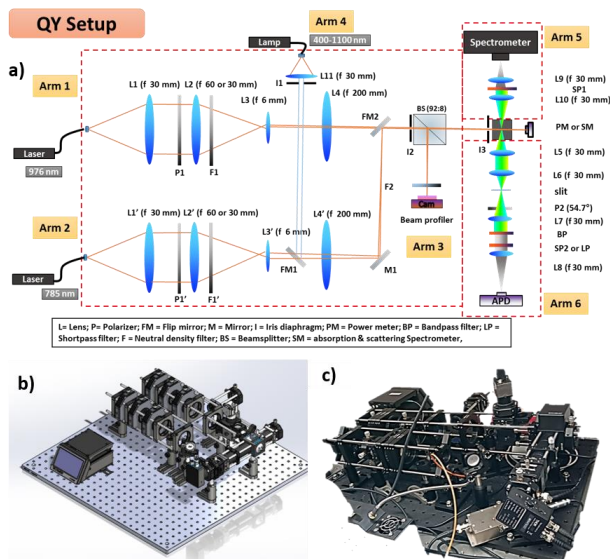 QY Setup
Lamp
Arm 4
400-1100 nm
Spectrometer
Arm 5
a)
Arm 1
L1 (f 30 mm)
L2 (f 60 or 30 mm)
L3 (f 6 mm)
I1
L11 (f 30 mm)
L4 (f 200 mm)
FM2
BS (92:8)
L9 (f 30 mm)
SP1
L10 (f 30 mm)
PM or SM
Laser
976 nm
P1
F1
I2
I3
L5 (f 30 mm)
F2
L6 (f 30 mm)
Cam
Beam profiler
slit
Arm 2
L1' (f 30 mm)
L2' (f 60 or 30 mm)
L3' (f 6 mm)
L4' (f 200 mm)
P2 (54.7°)
L7 (f 30 mm)
BP
SP2 or LP
L8 (f 30 mm)
Arm 3
FM1
M1
Laser
785 nm
P1'
F1'
APD
Arm 6
L= Lens; P= Polarizer; FM = Flip mirror; M = Mirror; I = Iris diaphragm; PM = Power meter; BP = Bandpass filter; LP =
Shortpass filter; F = Neutral density filter; BS = Beamsplitter; SM = absorption & scattering Spectrometer,
b)
c)